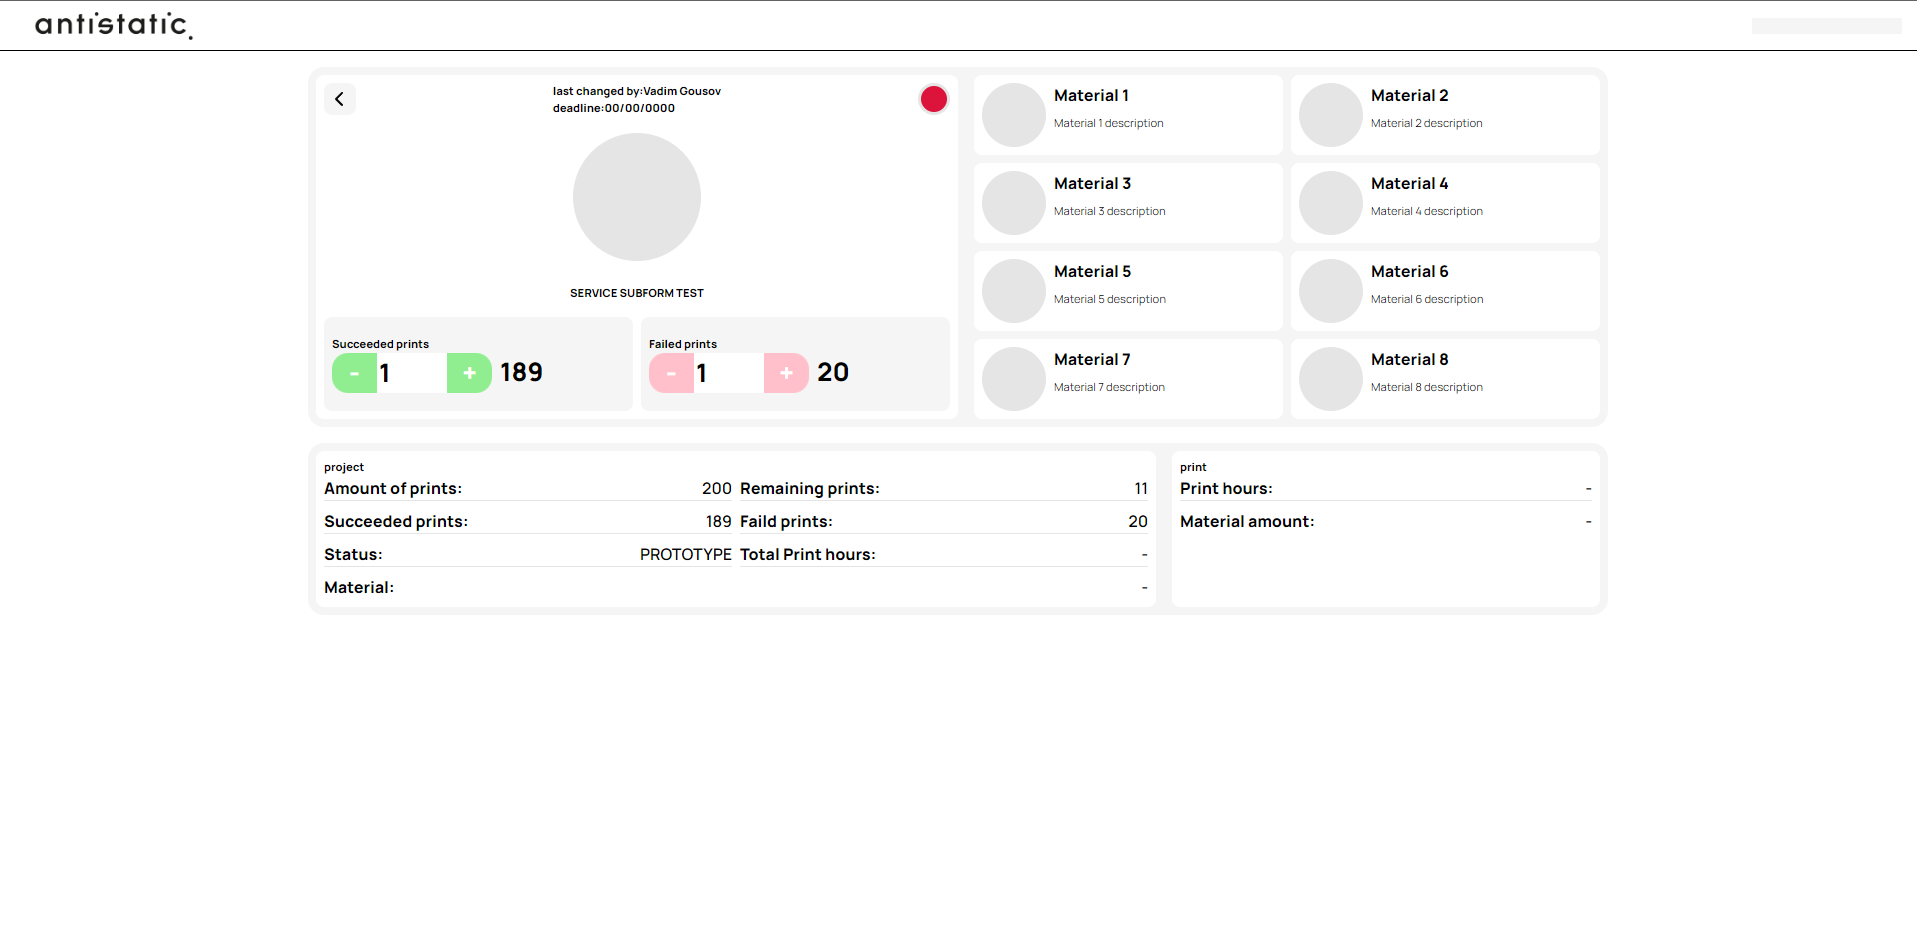 antistatic.
last changed by:Vadim Gousov
deadline:00/00/0000
SERVICE SUBFORM TEST
Succeeded prints
- 1 + 189
Failed prints
- 1 + 20
Material 1
Material 1 description
Material 2
Material 2 description
Material 3
Material 3 description
Material 4
Material 4 description
Material 5
Material 5 description
Material 6
Material 6 description
Material 7
Material 7 description
Material 8
Material 8 description
project
Amount of prints: 200 Remaining prints: 11
Succeeded prints: 189 Faild prints: 20
Status: PROTOTYPE Total Print hours: -
Material: -
print
Print hours: -
Material amount: -